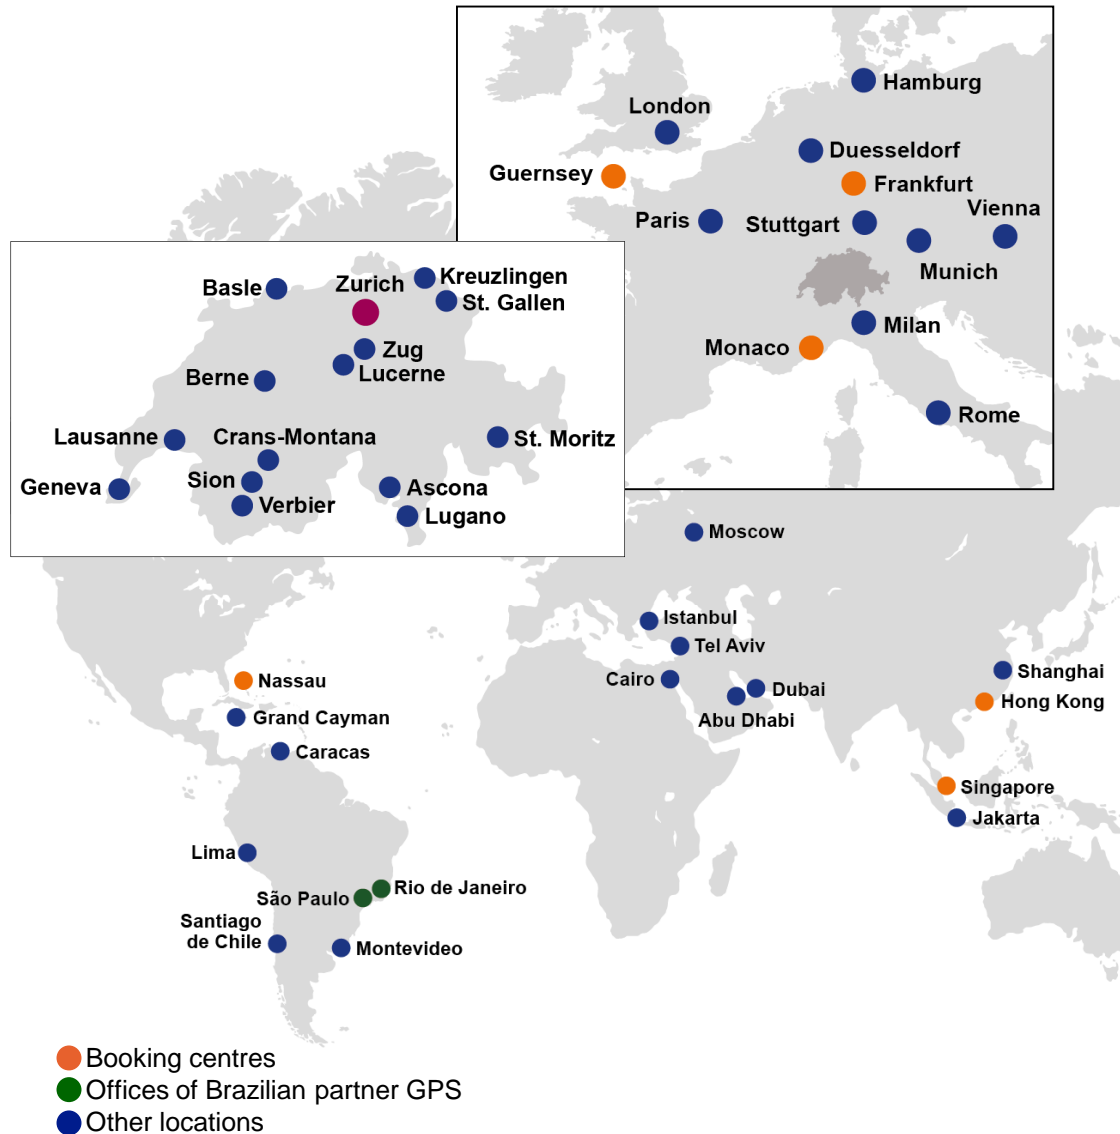 Hamburg
London
Duesseldorf
Guernsey
Frankfurt
Vienna
Paris
Stuttgart
Munich
Milan
Monaco
Rome
Kreuzlingen
Basle
Zurich
St. Gallen
Zug
Lucerne
Berne
Lausanne
Crans-Montana
St. Moritz
Geneva
Sion
Ascona
Verbier
Lugano
Moscow
Istanbul
Tel Aviv
Cairo
Dubai
Abu Dhabi
Shanghai
Hong Kong
Nassau
Grand Cayman
Caracas
Singapore
Jakarta
Lima
Rio de Janeiro
São Paulo
Santiago
de Chile
Montevideo
Booking centres
Offices of Brazilian partner GPS
Other locations